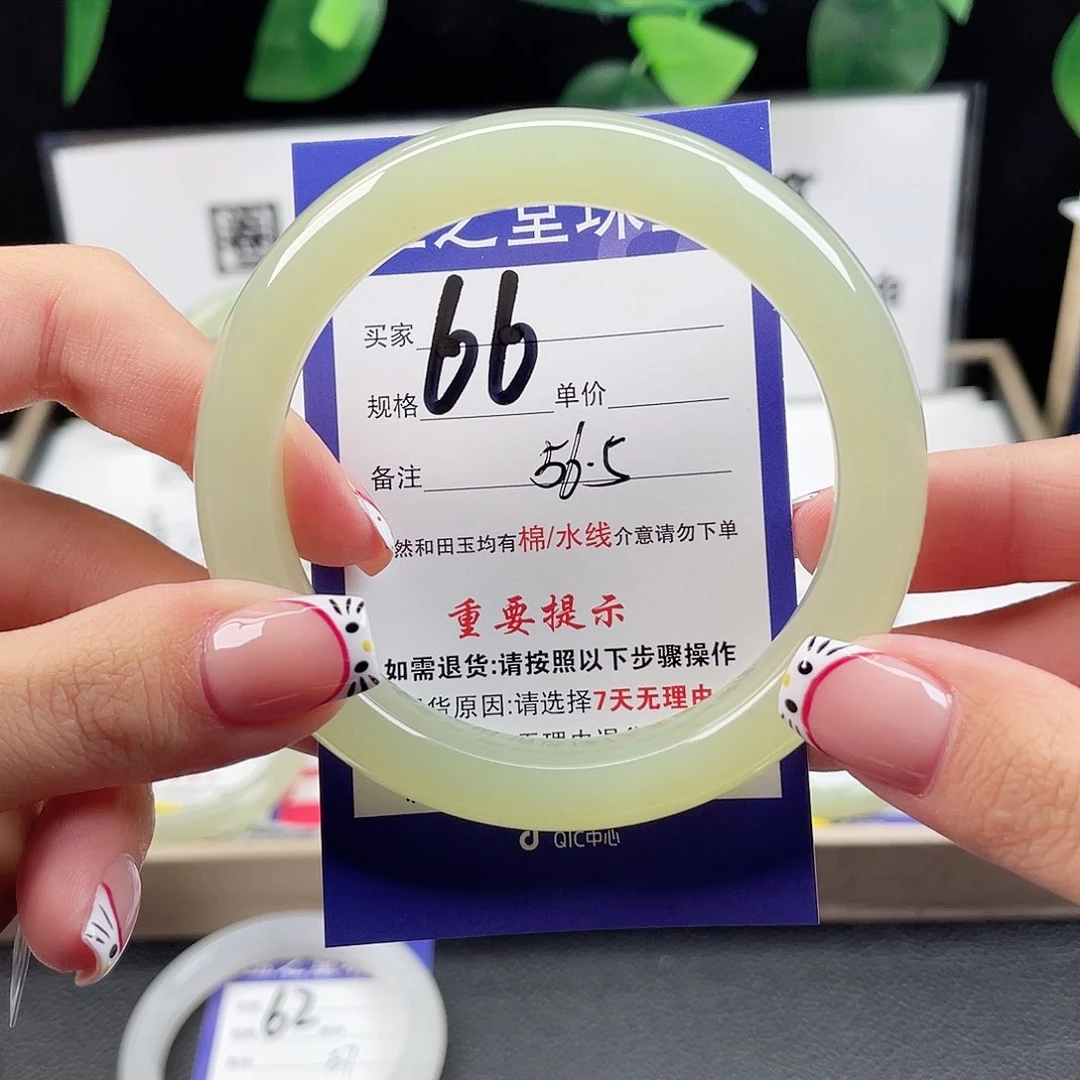 之堂珠
买家
66
规格 单价
备注 56.5
然和田玉均有棉/水线介意请勿下单
重要提示
如需退货:请按照以下步骤操作
货原因:请选择7天无理由
QIC中心
62